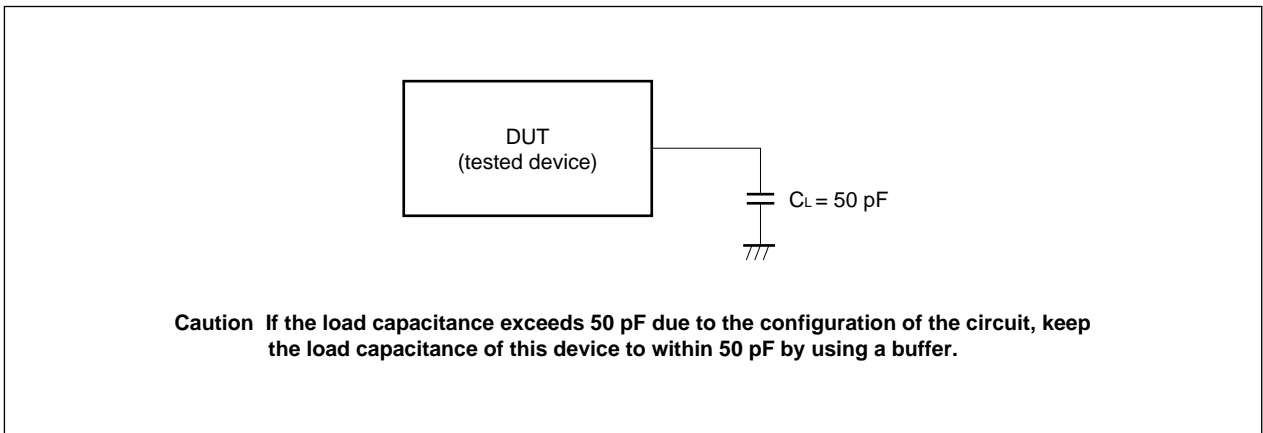 DUT
(tested device)
CL = 50 pF
Caution If the load capacitance exceeds 50 pF due to the configuration of the circuit, keep
the load capacitance of this device to within 50 pF by using a buffer.